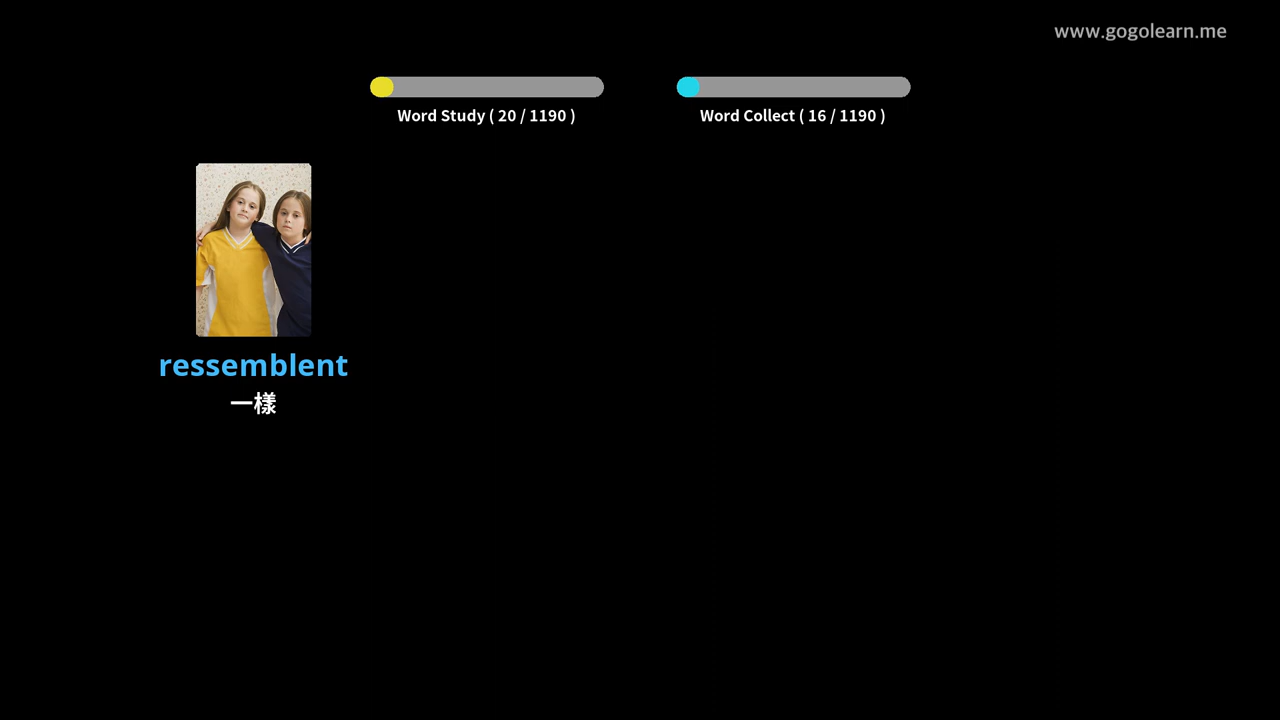 www.gogolearn.me
Word Study ( 20 / 1190 )
Word Collect ( 16 / 1190 )
ressemblent
一樣